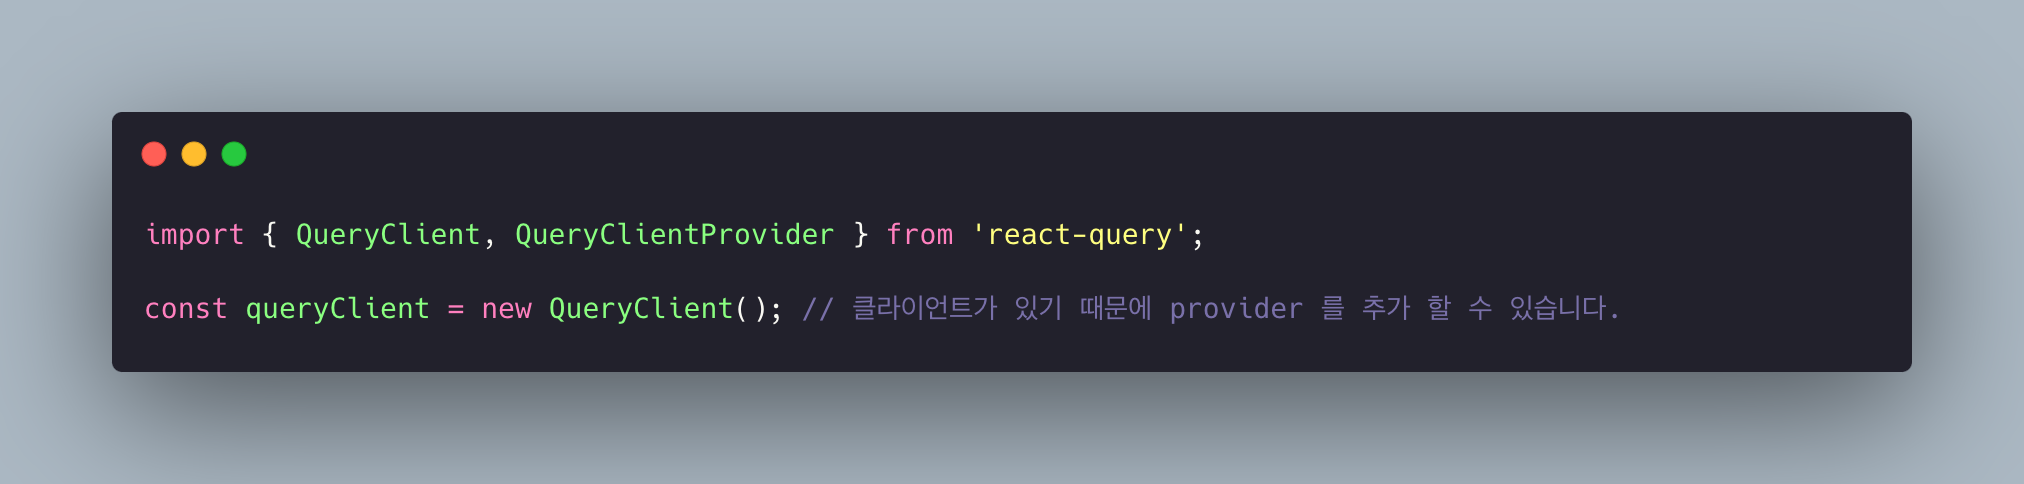 import { QueryClient, QueryClientProvider } from 'react-query';
const queryClient = new QueryClient(); // 클라이언트가 있기 때문에 provider 를 추가 할 수 있습니다.